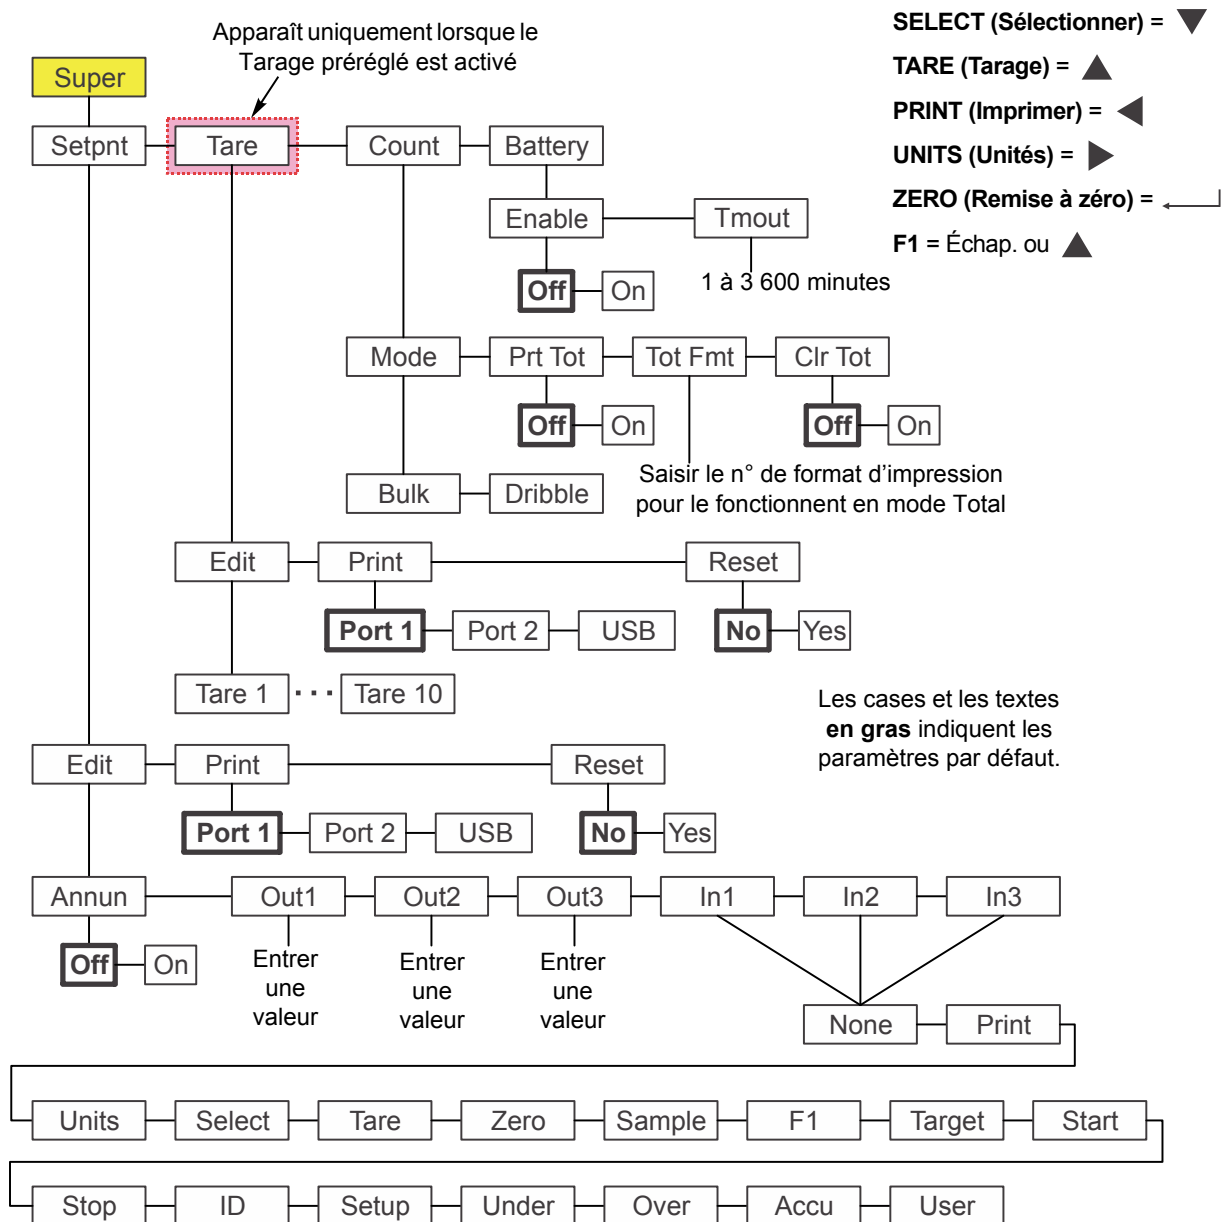 Apparaît uniquement lorsque le
Tarage préréglé est activé
SELECT (Sélectionner) =
TARE (Tarage) =
PRINT (Imprimer) =
UNITS (Unités) =
ZERO (Remise à zéro) =
F1 = Échap. ou
Super
Setpnt Tare Count Battery
Enable Tmout
Off On 1 à 3 600 minutes
Mode Prt Tot Tot Fmt Clr Tot
Off On Off On
Saisir le n° de format d’impression
pour le fonctionnent en mode Total
Bulk Dribble
Edit Print Reset
Port 1 Port 2 USB No Yes
Tare 1 Tare 10
Les cases et les textes
en gras indiquent les
paramètres par défaut.
Edit Print Reset
Port 1 Port 2 USB No Yes
Annun Out1 Out2 Out3 In1 In2 In3
Off On
Entrer
une
valeur
Entrer
une
valeur
Entrer
une
valeur
None Print
Units Select Tare Zero Sample F1 Target Start
Stop ID Setup Under Over Accu User